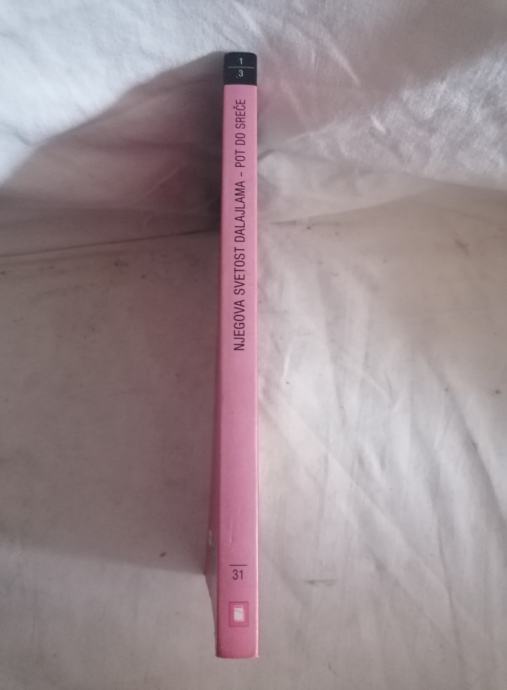 1
3
NJEGOVA SVETOST DALAJLAMA – POT DO SREČE
31